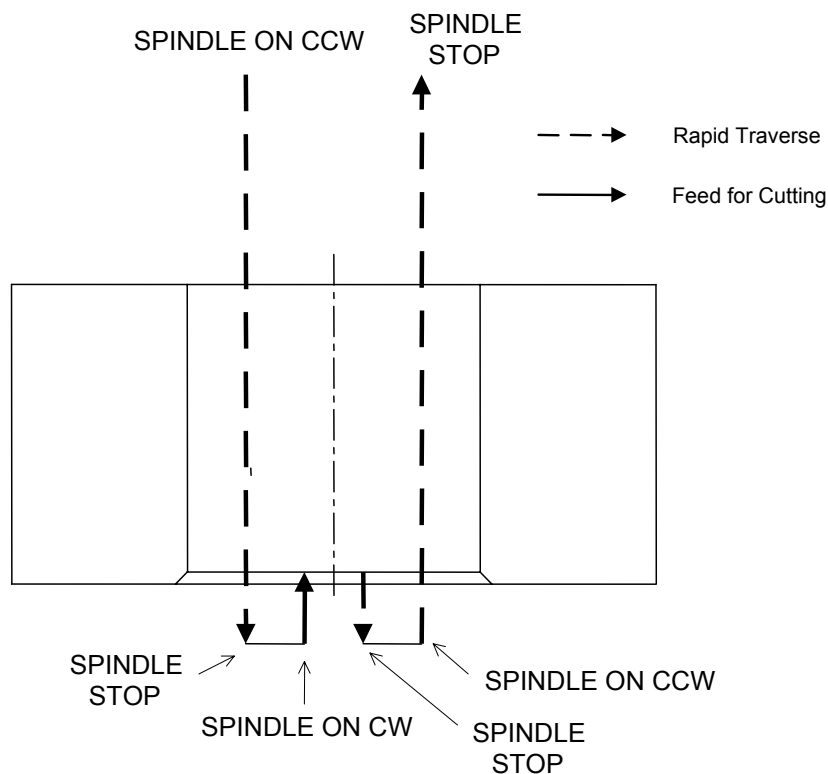 SPINDLE ON CCW
SPINDLE
STOP
Rapid Traverse
Feed for Cutting
SPINDLE
STOP
SPINDLE ON CW
SPINDLE
STOP
SPINDLE ON CCW